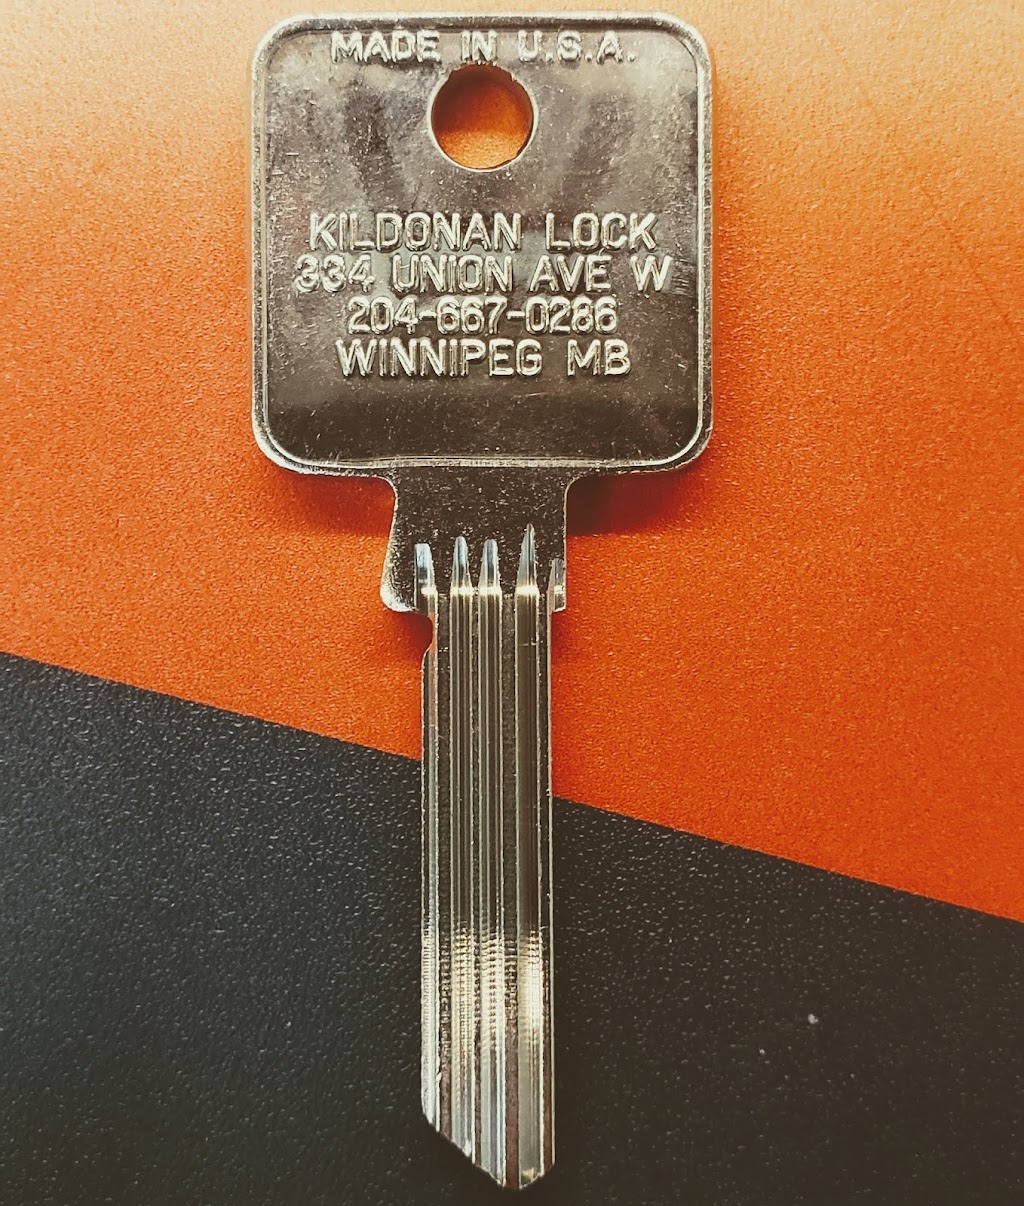 MADE IN U.S.A.
KILDONAN LOCK
334 UNION AVE W
204-667-0286
WINNIPEG MB